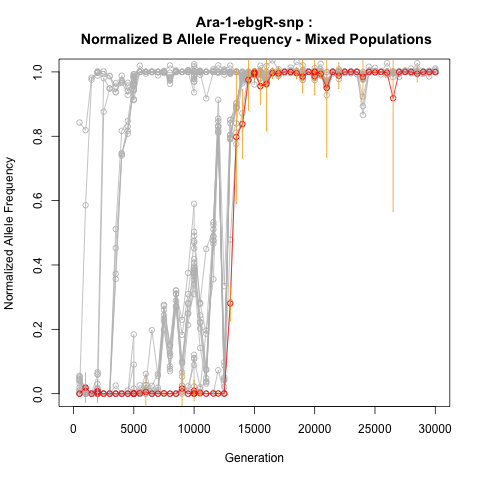 Ara-1-ebgR-snp :
Normalized B Allele Frequency - Mixed Populations
Normalized Allele Frequency
1.0
0.8
0.6
0.4
0.2
0.0
0 5000 10000 15000 20000 25000 30000
Generation